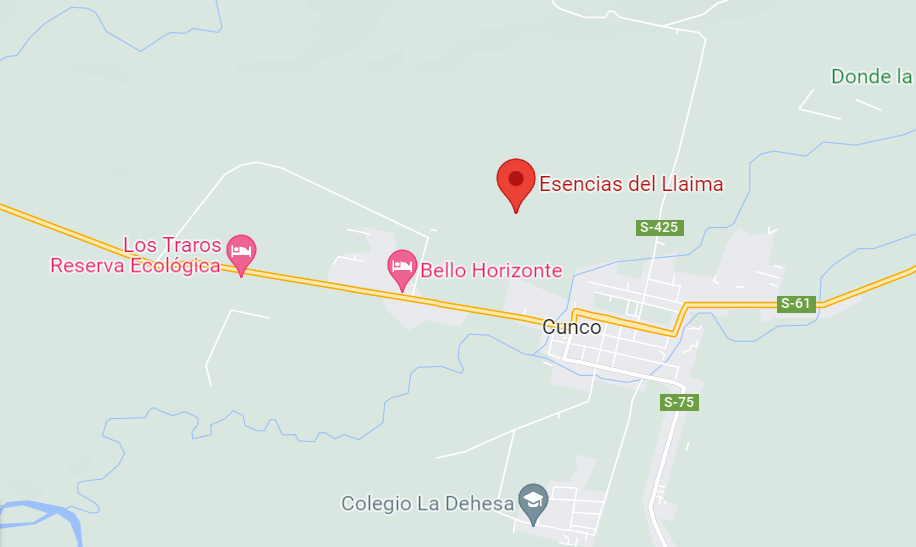 Donde la
Esencias del Llaima
S-425
Los Traros
Reserva Ecológica
Bello Horizonte
S-61
Cunco
S-75
Colegio La Dehesa